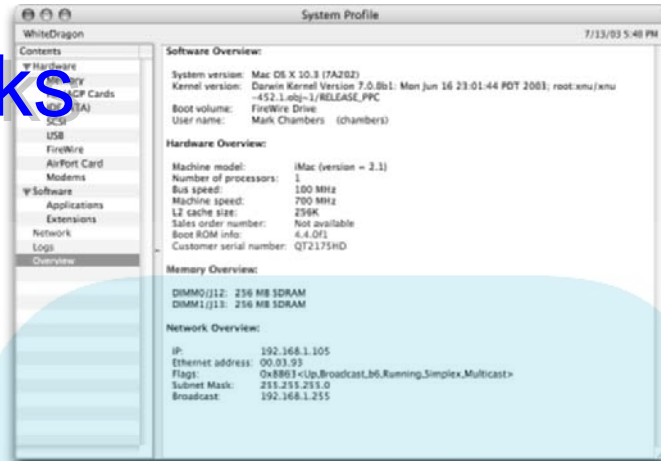 System Profile
WhiteDragon
7/13/03 5:40 PM
Contents
Hardware
Memory
Cards
SCSI
USB
FireWire
AirPort Card
Modems
Software
Applications
Extensions
Network
Logs
Overview
ks
Software Overview:
System version: Mac OS X 10.3 (7A202)
Kernel version: Darwin Kernel Version 7.0.0b1: Mon Jun 16 23:01:44 PDT 2003; root:xnu/xnu
-452.1.obj~1/RELEASE_PPC
Boot volume: FireWire Drive
User name: Mark Chambers (chambers)
Hardware Overview:
Machine model: iMac (version = 2.1)
Number of processors: 1
Bus speed: 100 MHz
Machine speed: 700 MHz
L2 cache size: 256K
Sales order number: Not available
Boot ROM info: 4.4.0f1
Customer serial number: QT2175HD
Memory Overview:
DIMM0/J12: 256 MB SDRAM
DIMM1/J13: 256 MB SDRAM
Network Overview:
IP: 192.168.1.105
Ethernet address: 00.03.93
Flags: 0x8863<Up,Broadcast,b6,Running,Simplex,Multicast>
Subnet Mask: 255.255.255.0
Broadcast: 192.168.1.255